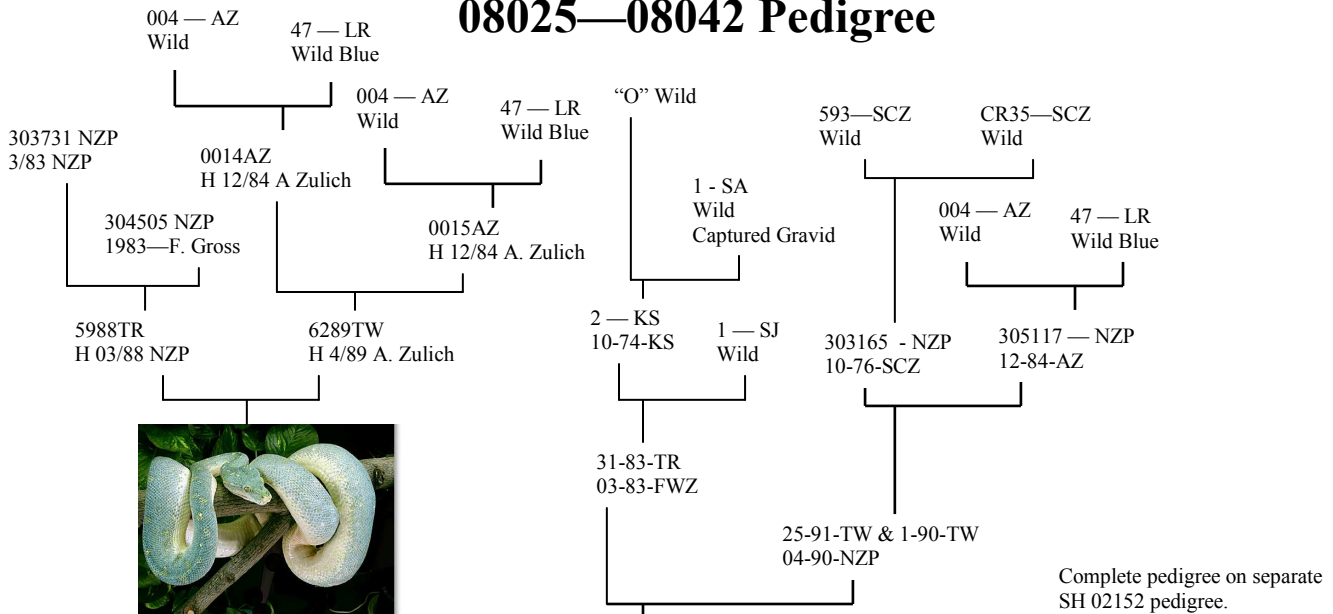 08025—08042 Pedigree
004 — AZ
Wild
47 — LR
Wild Blue
004 — AZ
Wild
47 — LR
Wild Blue
“O” Wild
593—SCZ
Wild
CR35—SCZ
Wild
303731 NZP
3/83 NZP
0014AZ
H 12/84 A Zulich
1 - SA
Wild
Captured Gravid
004 — AZ
Wild
47 — LR
Wild Blue
304505 NZP
1983—F. Gross
0015AZ
H 12/84 A. Zulich
5988TR
H 03/88 NZP
6289TW
H 4/89 A. Zulich
2 — KS
10-74-KS
1 — SJ
Wild
303165 - NZP
10-76-SCZ
305117 — NZP
12-84-AZ
31-83-TR
03-83-FWZ
25-91-TW & 1-90-TW
04-90-NZP
Complete pedigree on separate
SH 02152 pedigree.